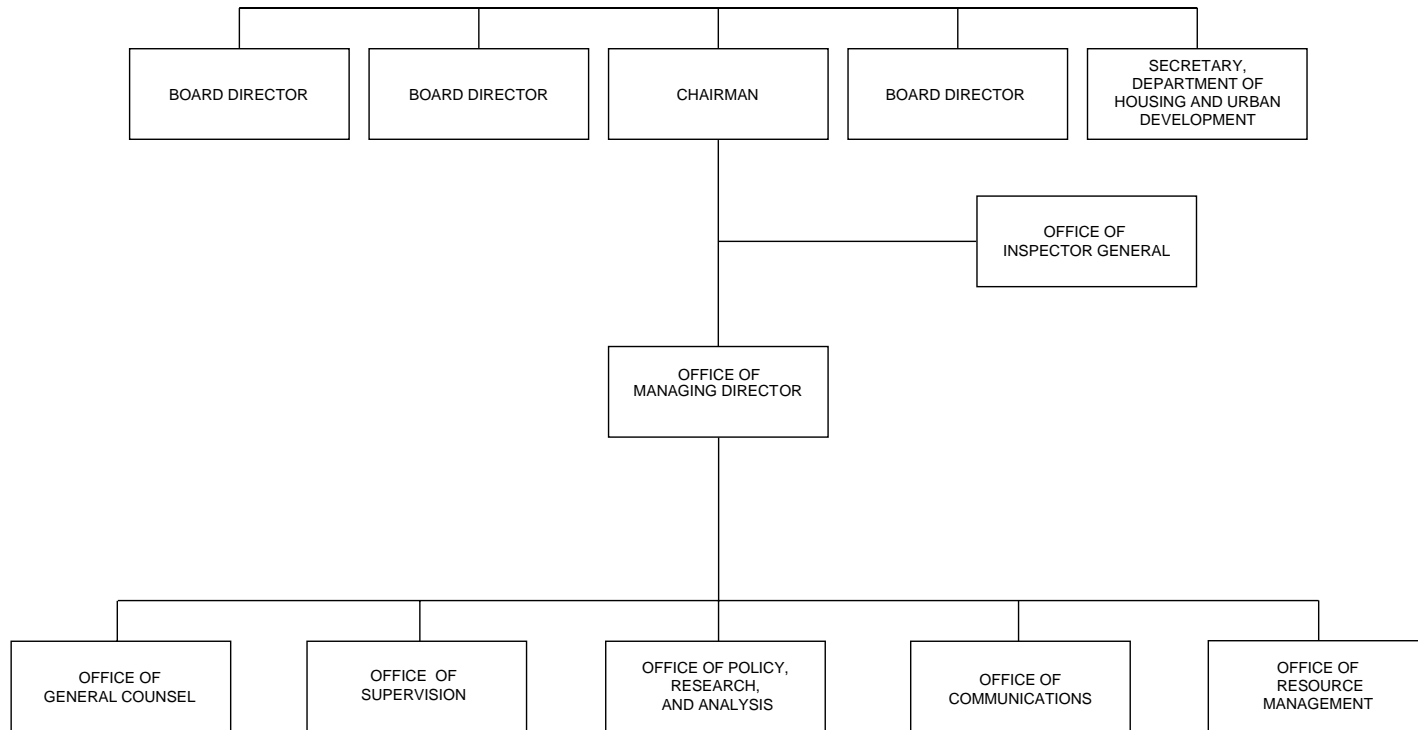 BOARD DIRECTOR
BOARD DIRECTOR
CHAIRMAN
BOARD DIRECTOR
SECRETARY,
DEPARTMENT OF
HOUSING AND URBAN
DEVELOPMENT
OFFICE OF
INSPECTOR GENERAL
OFFICE OF
MANAGING DIRECTOR
OFFICE OF
GENERAL COUNSEL
OFFICE OF
SUPERVISION
OFFICE OF POLICY,
RESEARCH,
AND ANALYSIS
OFFICE OF
COMMUNICATIONS
OFFICE OF
RESOURCE
MANAGEMENT